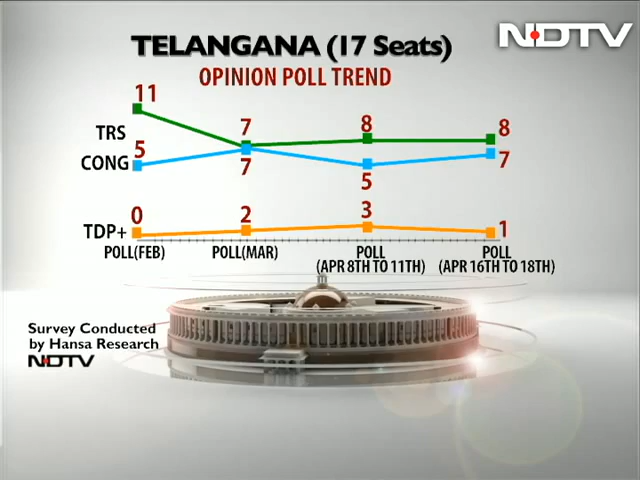 TELANGANA (17 Seats)
NDTV
OPINION POLL TREND
11
TRS
7
8
8
CONG
5
7
5
7
TDP+
0
2
3
1
POLL(FEB)
POLL(MAR)
POLL
(APR 8TH TO 11TH)
POLL
(APR 16TH TO 18TH)
Survey Conducted
by Hansa Research
NDTV